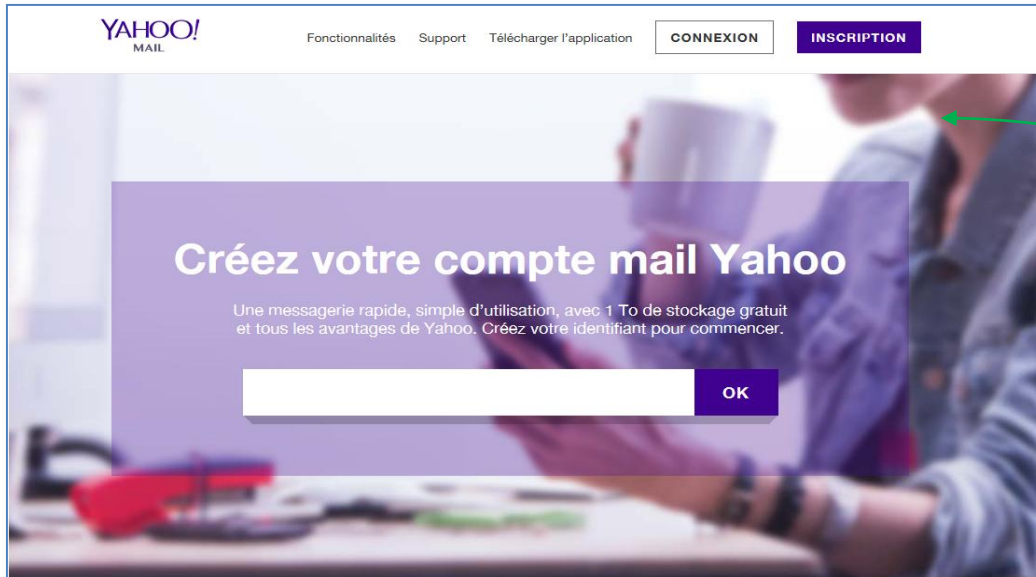 YAHOO!
MAIL
Fonctionnalités Support Télécharger l'application CONNEXION INSCRIPTION
Créez votre compte mail Yahoo
Une messagerie rapide, simple d'utilisation, avec 1 To de stockage gratuit
et tous les avantages de Yahoo. Créez votre identifiant pour commencer.
OK